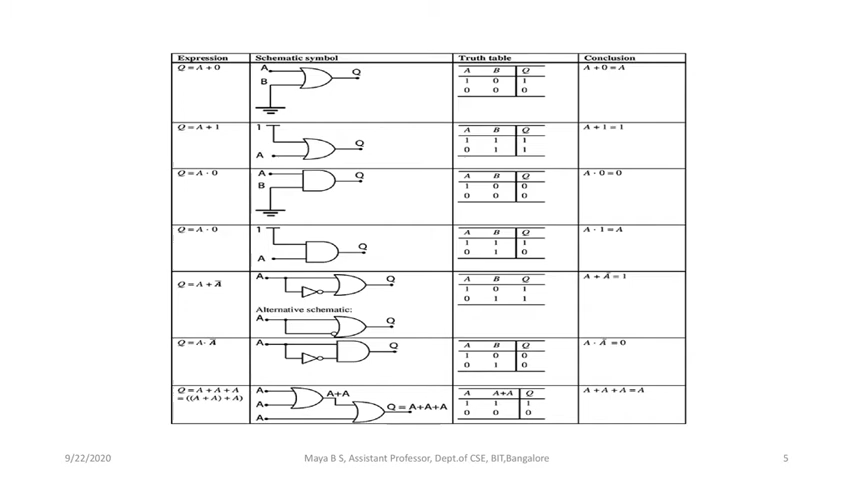 Expression Schematic symbol Truth table Conclusion
Q = A + 0 A B Q A B Q A + 0 = A
1 0 1
0 0 0
Q = A + 1 1 A Q A B Q A + 1 = 1
1 1 1
0 1 1
Q = A · 0 A B Q A B Q A · 0 = 0
1 0 0
0 0 0
Q = A · 0 1 A Q A B Q A · 1 = A
1 1 1
0 1 0
Q = A + A̅ A Q A B Q A + A̅ = 1
1 0 1
0 1 1
Alternative schematic:
A Q
Q = A· A̅ A Q A B Q A · A̅ = 0
1 0 0
0 1 0
Q = A + A + A A A+A A A+A Q A + A + A = A
= ((A + A) + A) A Q = A+A+A 1 1 1
A 0 0 0
9/22/2020 Maya B S, Assistant Professor, Dept.of CSE, BIT,Bangalore 5